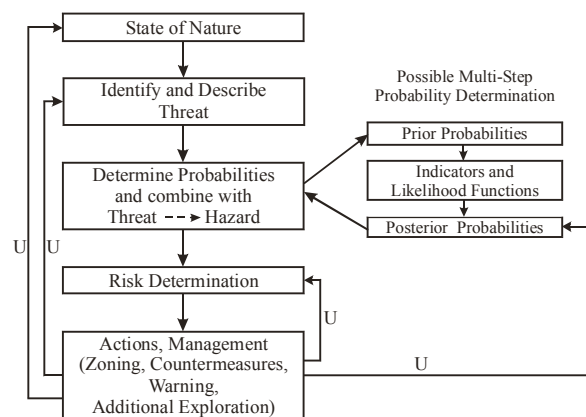 State of Nature
Identify and Describe
Threat
Possible Multi-Step
Probability Determination
Prior Probabilities
Determine Probabilities
and combine with
Threat Hazard
Indicators and
Likelihood Functions
Posterior Probabilities
U
U
Risk Determination
U
Actions, Management
(Zoning, Countermeasures,
Warning,
Additional Exploration)
U